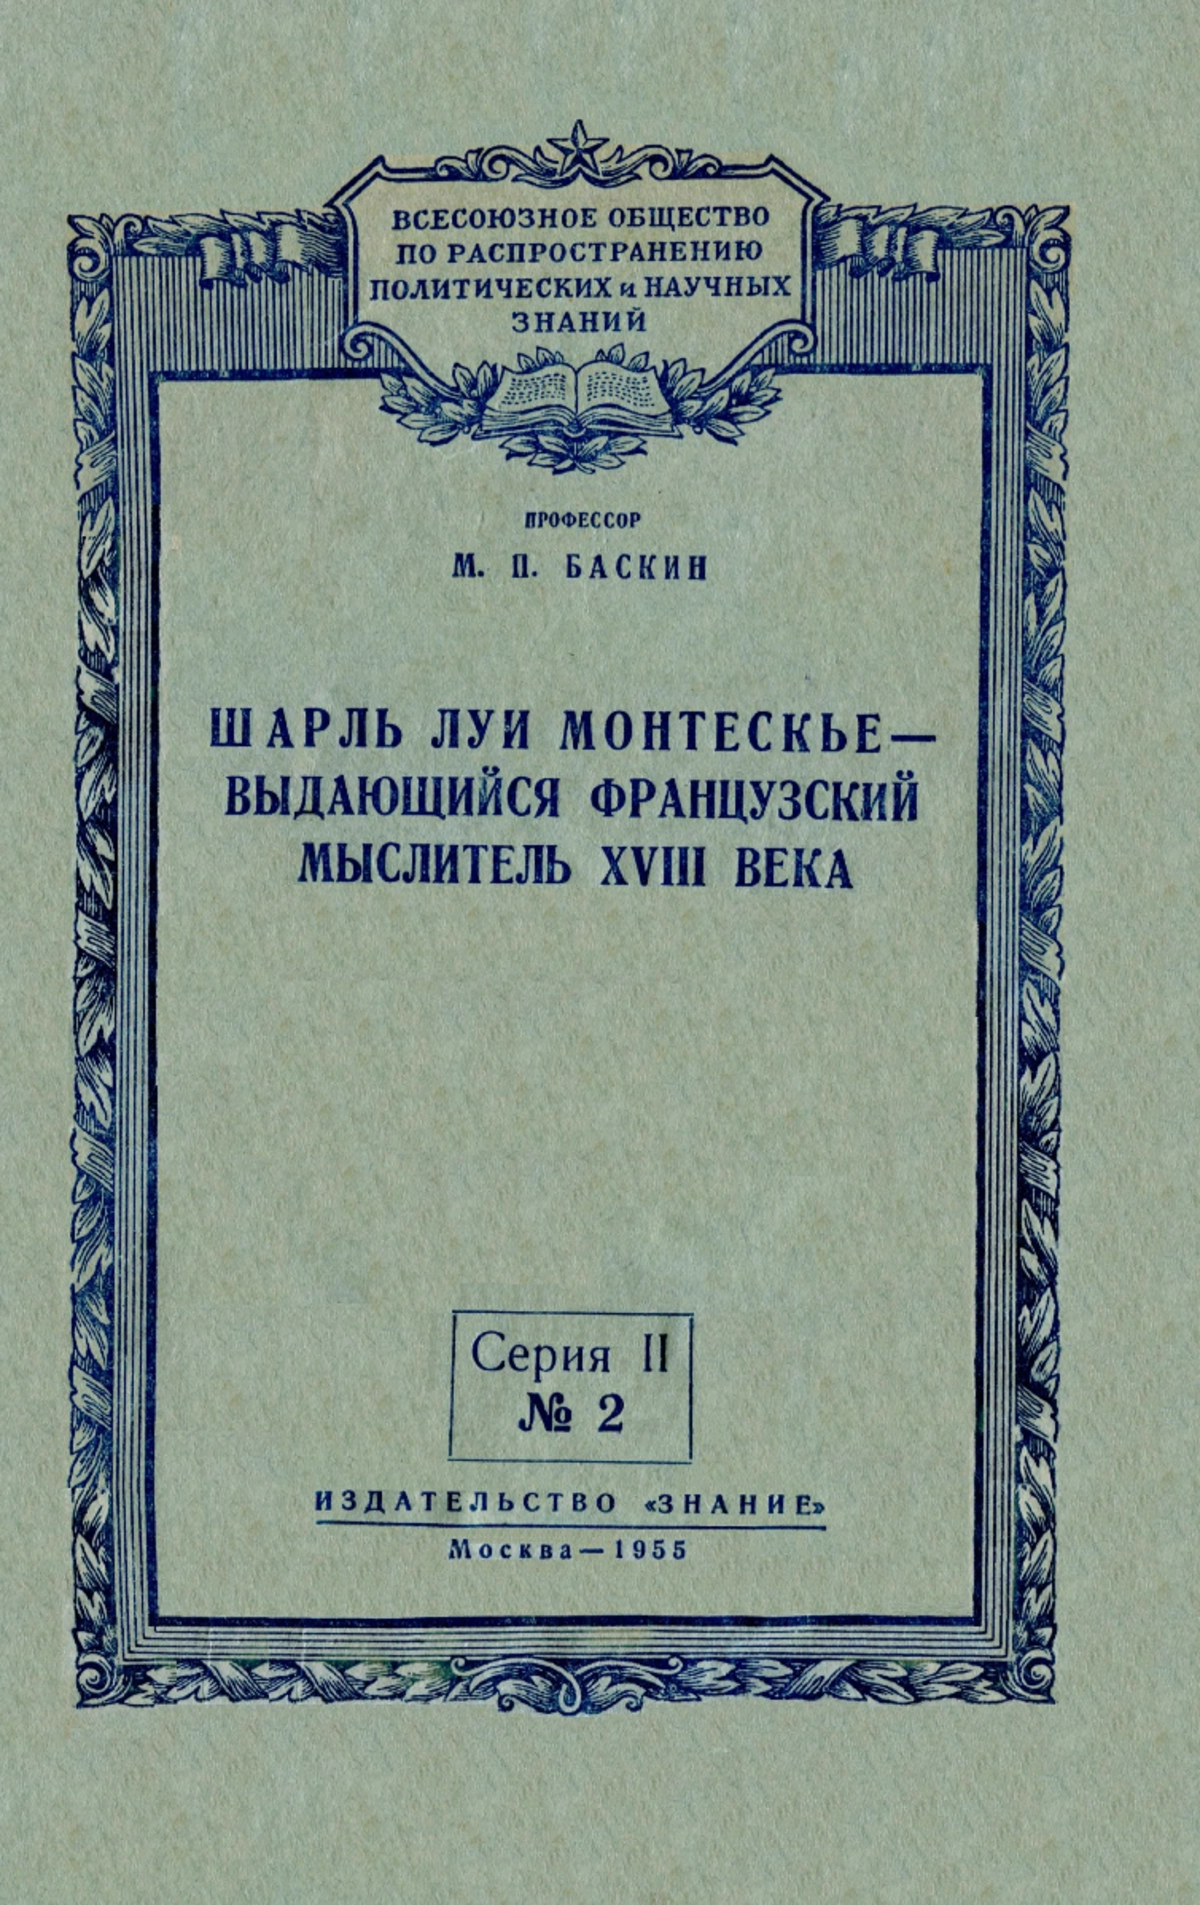 ВСЕСОЮЗНОЕ ОБЩЕСТВО
ПО РАСПРОСТРАНЕНИЮ
ПОЛИТИЧЕСКИХ и НАУЧНЫХ
ЗНАНИЙ
ПРОФЕССОР
М. П. БАСКИН
ШАРЛЬ ЛУИ МОНТЕСКЬЕ—
ВЫДАЮЩИЙСЯ ФРАНЦУЗСКИЙ
МЫСЛИТЕЛЬ XVIII ВЕКА
Серия II
№ 2
ИЗДАТЕЛЬСТВО «ЗНАНИЕ»
Москва—1955